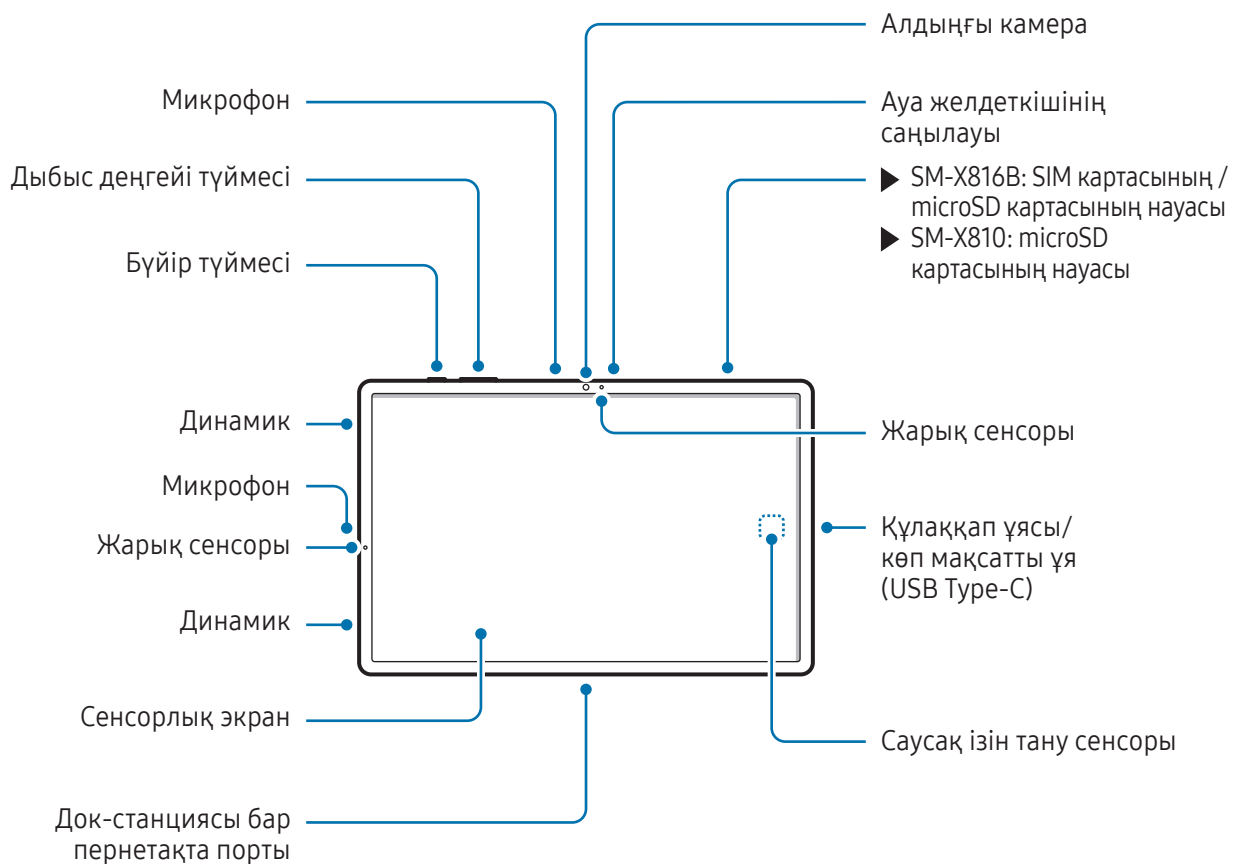 Алдыңғы камера
Микрофон
Ауа желдеткішінің
саңылауы
Дыбыс деңгейі түймесі
▶ SM-X816B: SIM картасының /
microSD картасының науасы
▶ SM-X810: microSD
картасының науасы
Бүйір түймесі
Динамик
Жарық сенсоры
Микрофон
Жарық сенсоры
Құлаққап ұясы/
көп мақсатты ұя
(USB Type-C)
Динамик
Сенсорлық экран
Саусақ ізін тану сенсоры
Док-станциясы бар
пернетақта порты